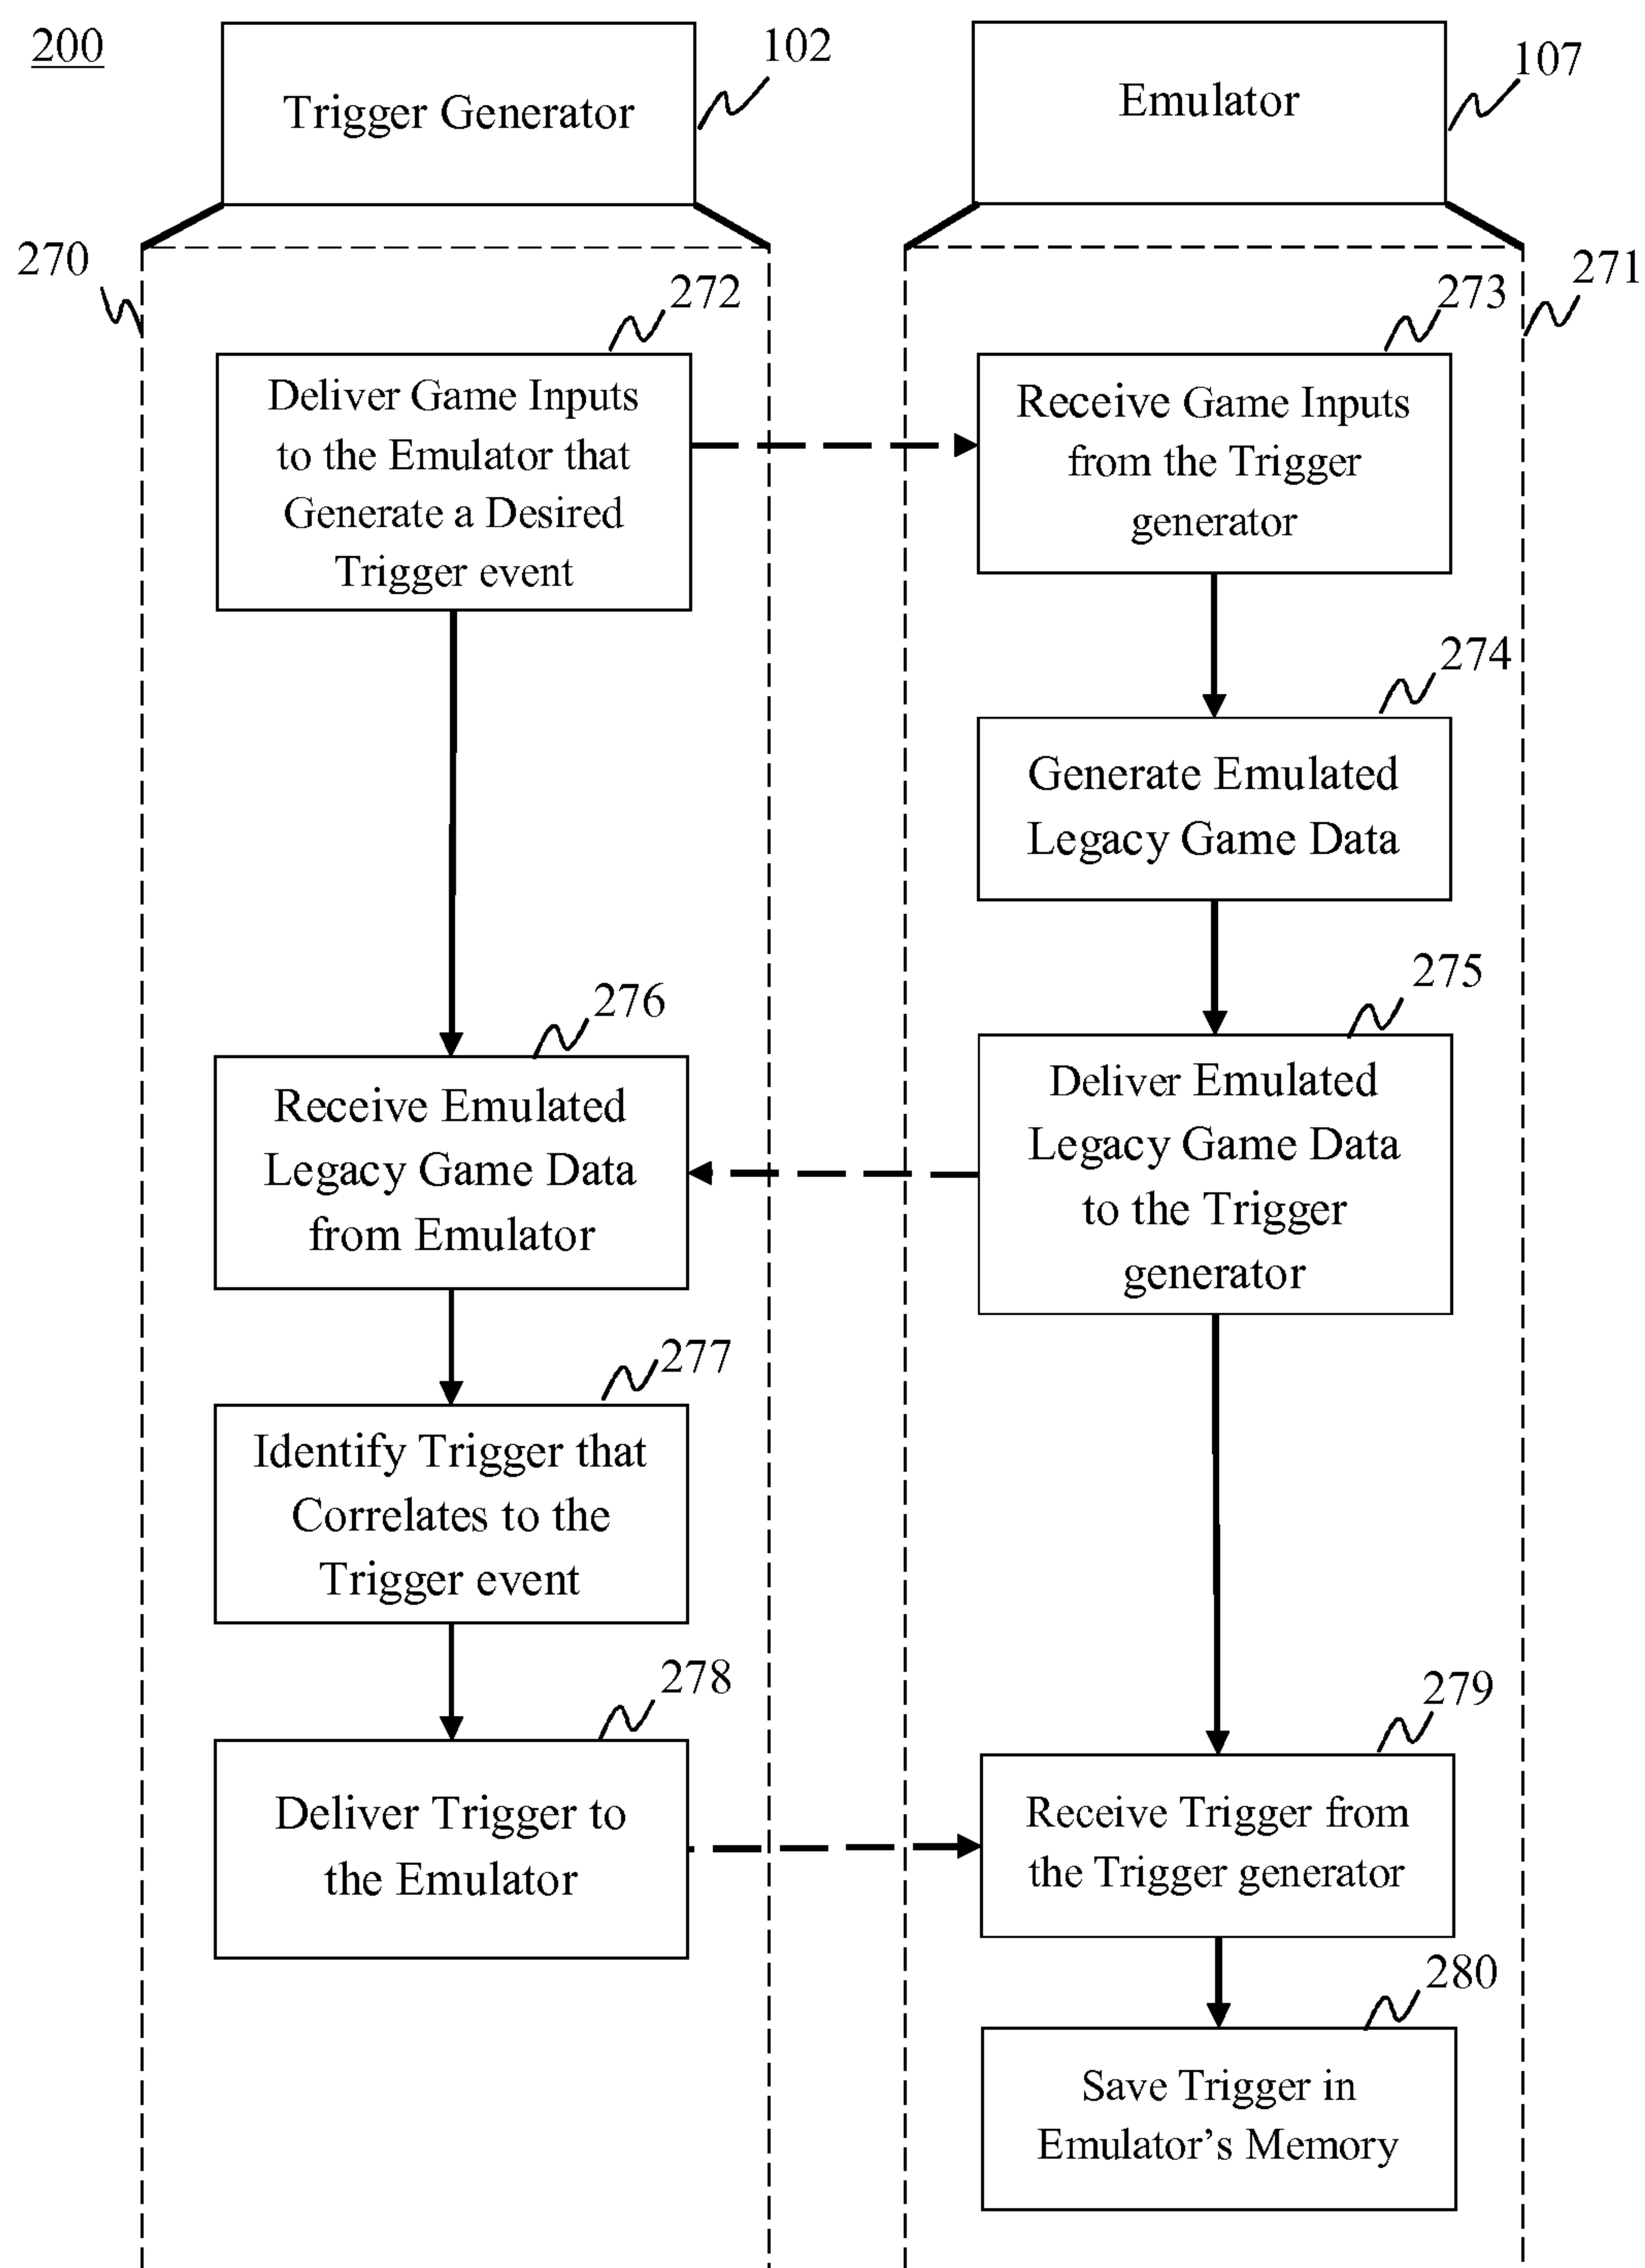 200
Trigger Generator
102
Emulator
107
270
271
272
Deliver Game Inputs
to the Emulator that
Generate a Desired
Trigger event
273
Receive Game Inputs
from the Trigger
generator
274
Generate Emulated
Legacy Game Data
275
Deliver Emulated
Legacy Game Data
to the Trigger
generator
276
Receive Emulated
Legacy Game Data
from Emulator
277
Identify Trigger that
Correlates to the
Trigger event
278
Deliver Trigger to
the Emulator
279
Receive Trigger from
the Trigger generator
280
Save Trigger in
Emulator’s Memory